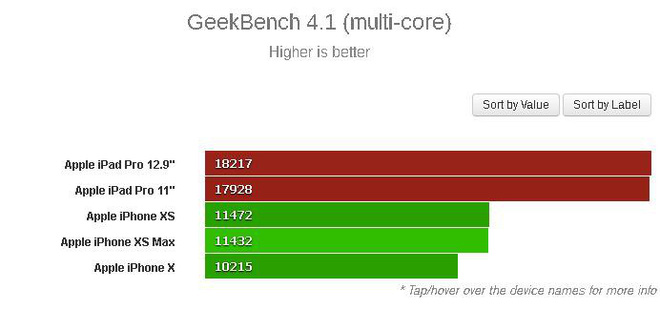 GeekBench 4.1 (multi-core)
Higher is better
Sort by Value Sort by Label
Apple iPad Pro 12.9" 18217
Apple iPad Pro 11" 17928
Apple iPhone XS 11472
Apple iPhone XS Max 11432
Apple iPhone X 10215
* Tap/hover over the device names for more info